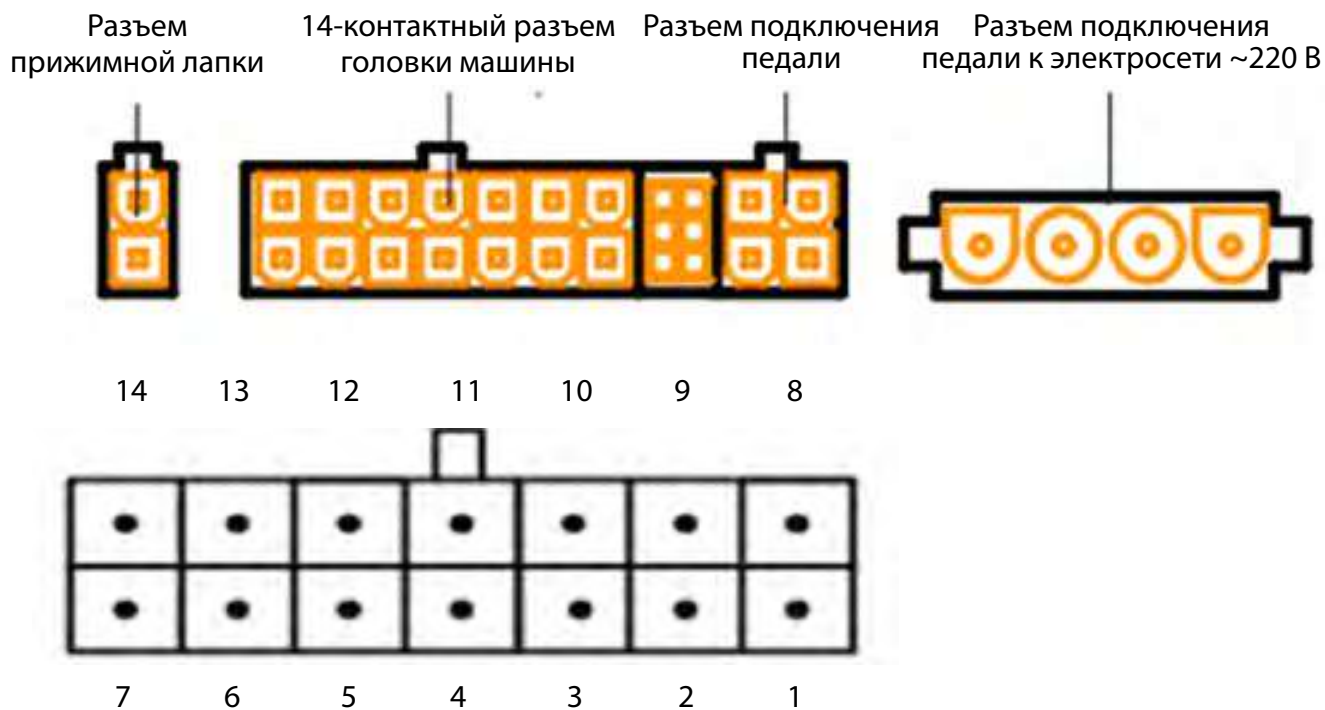 Разъем
прижимной лапки
14-контактный разъем
головки машины
Разъем подключения
педали
Разъем подключения
педали к электросети ~220 В
14 13 12 11 10 9 8
7 6 5 4 3 2 1